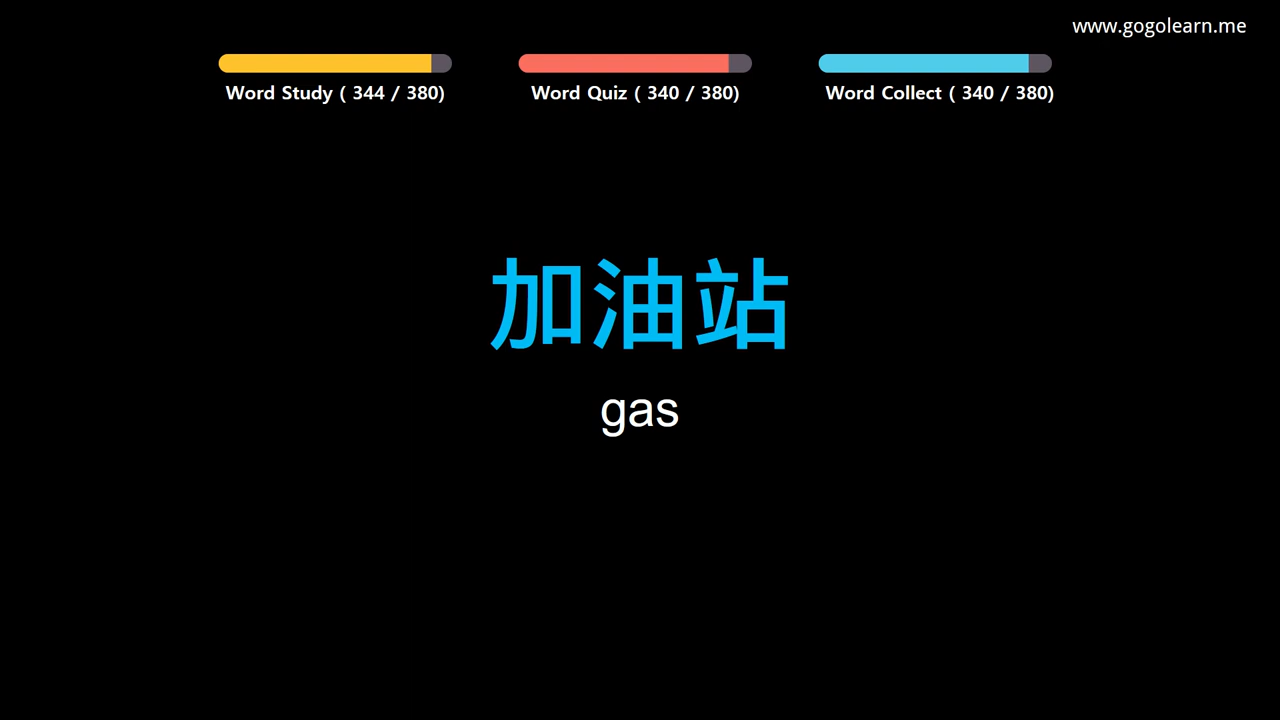 www.gogolearn.me
Word Study ( 344 / 380)
Word Quiz ( 340 / 380)
Word Collect ( 340 / 380)
加油站
gas